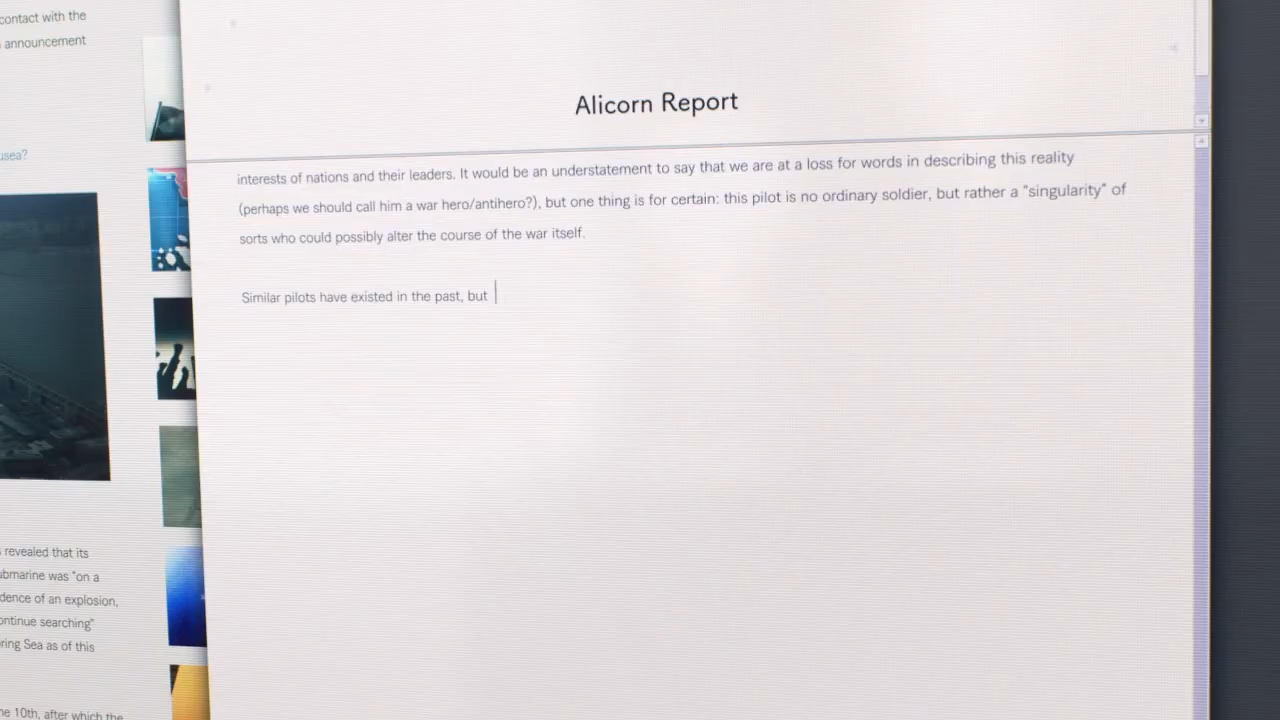 contact with the
announcement
usea?
revealed that its
submarine was "on a
dence of an explosion,
ontinue searching"
ring Sea as of this
ne 10th, after which the
Alicorn Report
interests of nations and their leaders. It would be an understatement to say that we are at a loss for words in describing this reality
(perhaps we should call him a war hero/antihero?), but one thing is for certain: this pilot is no ordinary soldier, but rather a "singularity" of
sorts who could possibly alter the course of the war itself.
Similar pilots have existed in the past, but